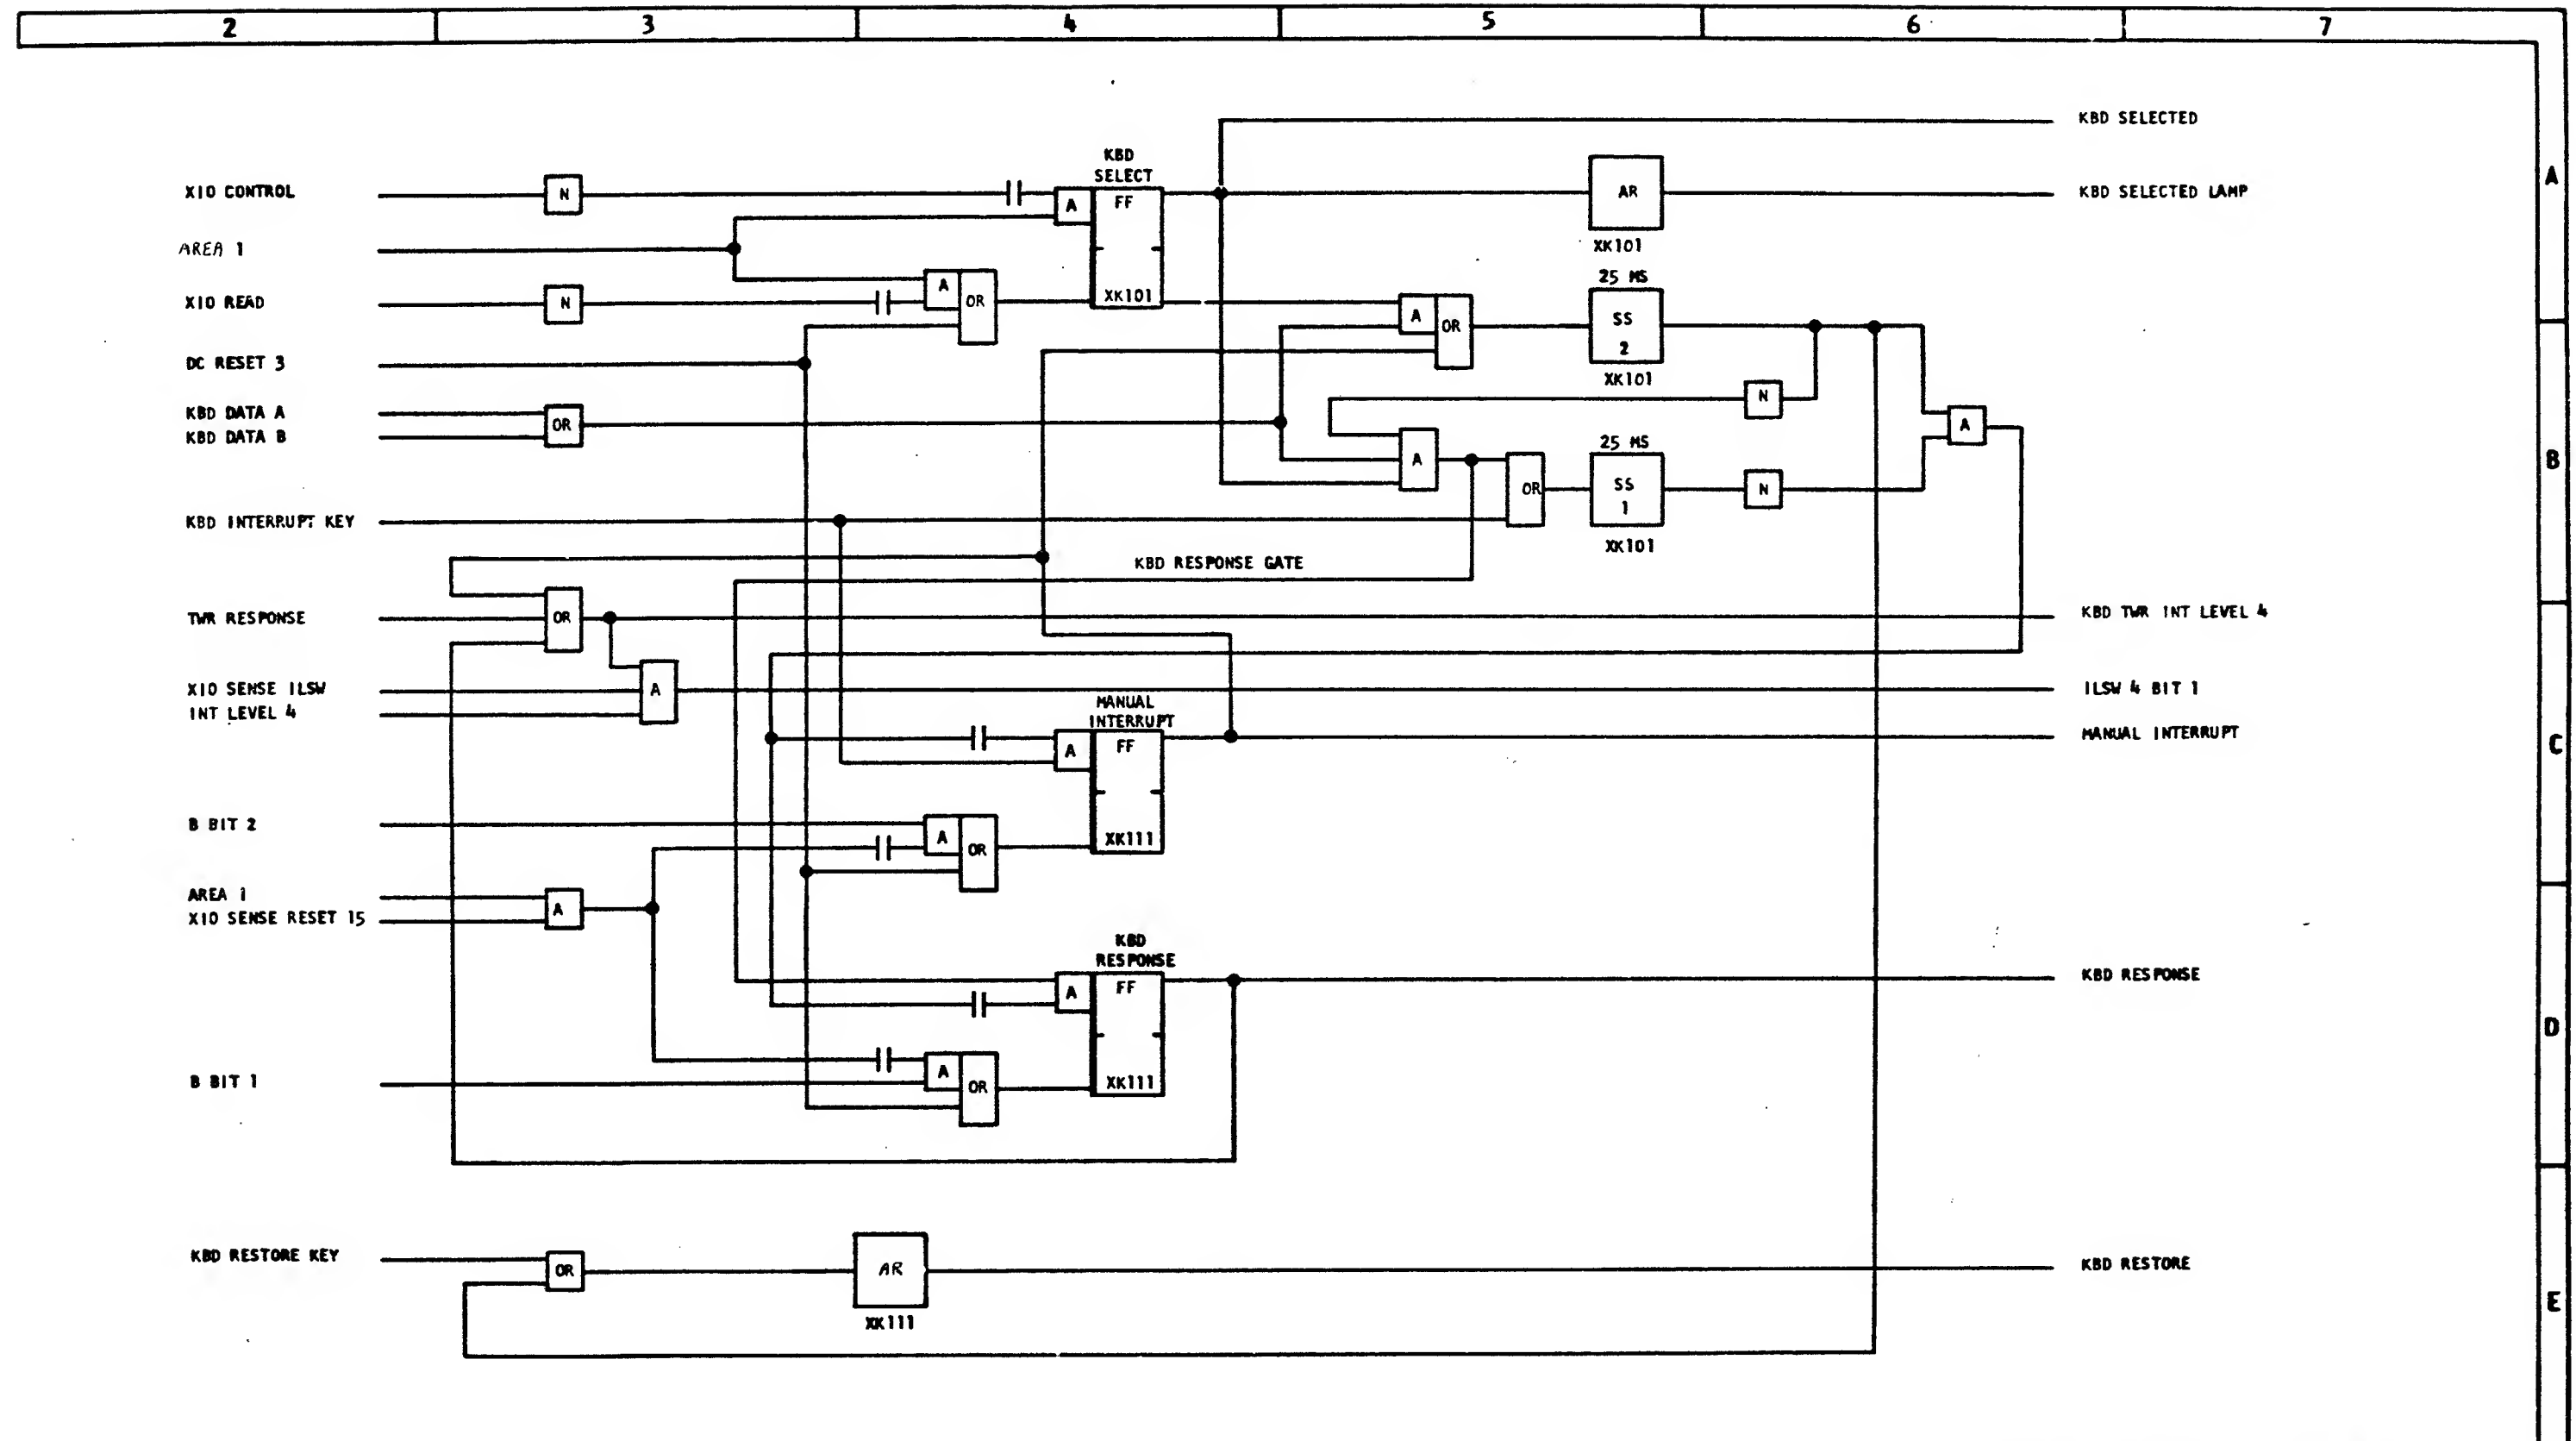 2 3 4 5 6 7
A
B
C
D
E
KBD SELECTED
KBD SELECT
XIO CONTROL N A FF AR KBD SELECTED LAMP
AREA 1
XK101
25 MS
XIO READ N A OR XK101 A OR SS 2
DC RESET 3
XK101
KBD DATA A
KBD DATA B
OR
N
A
25 MS
A
OR SS 1 N
XK101
KBD INTERRUPT KEY
KBD RESPONSE GATE
TWR RESPONSE OR KBD TWR INT LEVEL 4
XIO SENSE ILSW A ILSW 4 BIT 1
INT LEVEL 4
MANUAL INTERRUPT
A FF MANUAL INTERRUPT
B BIT 2 A OR XK111
AREA 1
XIO SENSE RESET 15
A
KBD RESPONSE
A FF KBD RESPONSE
B BIT 1 A OR XK111
KBD RESTORE KEY OR AR KBD RESTORE
XK111